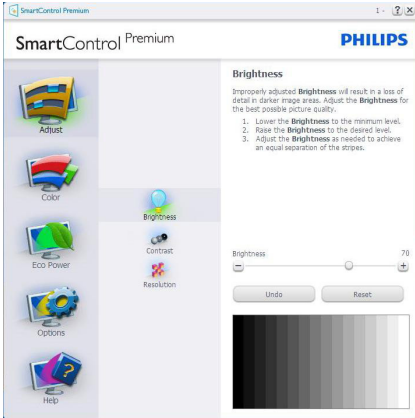 SmartControl Premium
1 - ? X
SmartControl Premium
PHILIPS
Adjust
Color
Eco Power
Options
Help
Brightness
Contrast
Resolution
Brightness
Improperly adjusted Brightness will result in a loss of
detail in darker image areas. Adjust the Brightness for
the best possible picture quality.
1. Lower the Brightness to the minimum level.
2. Raise the Brightness to the desired level.
3. Adjust the Brightness as needed to achieve
an equal separation of the stripes.
Brightness 70
Undo Reset